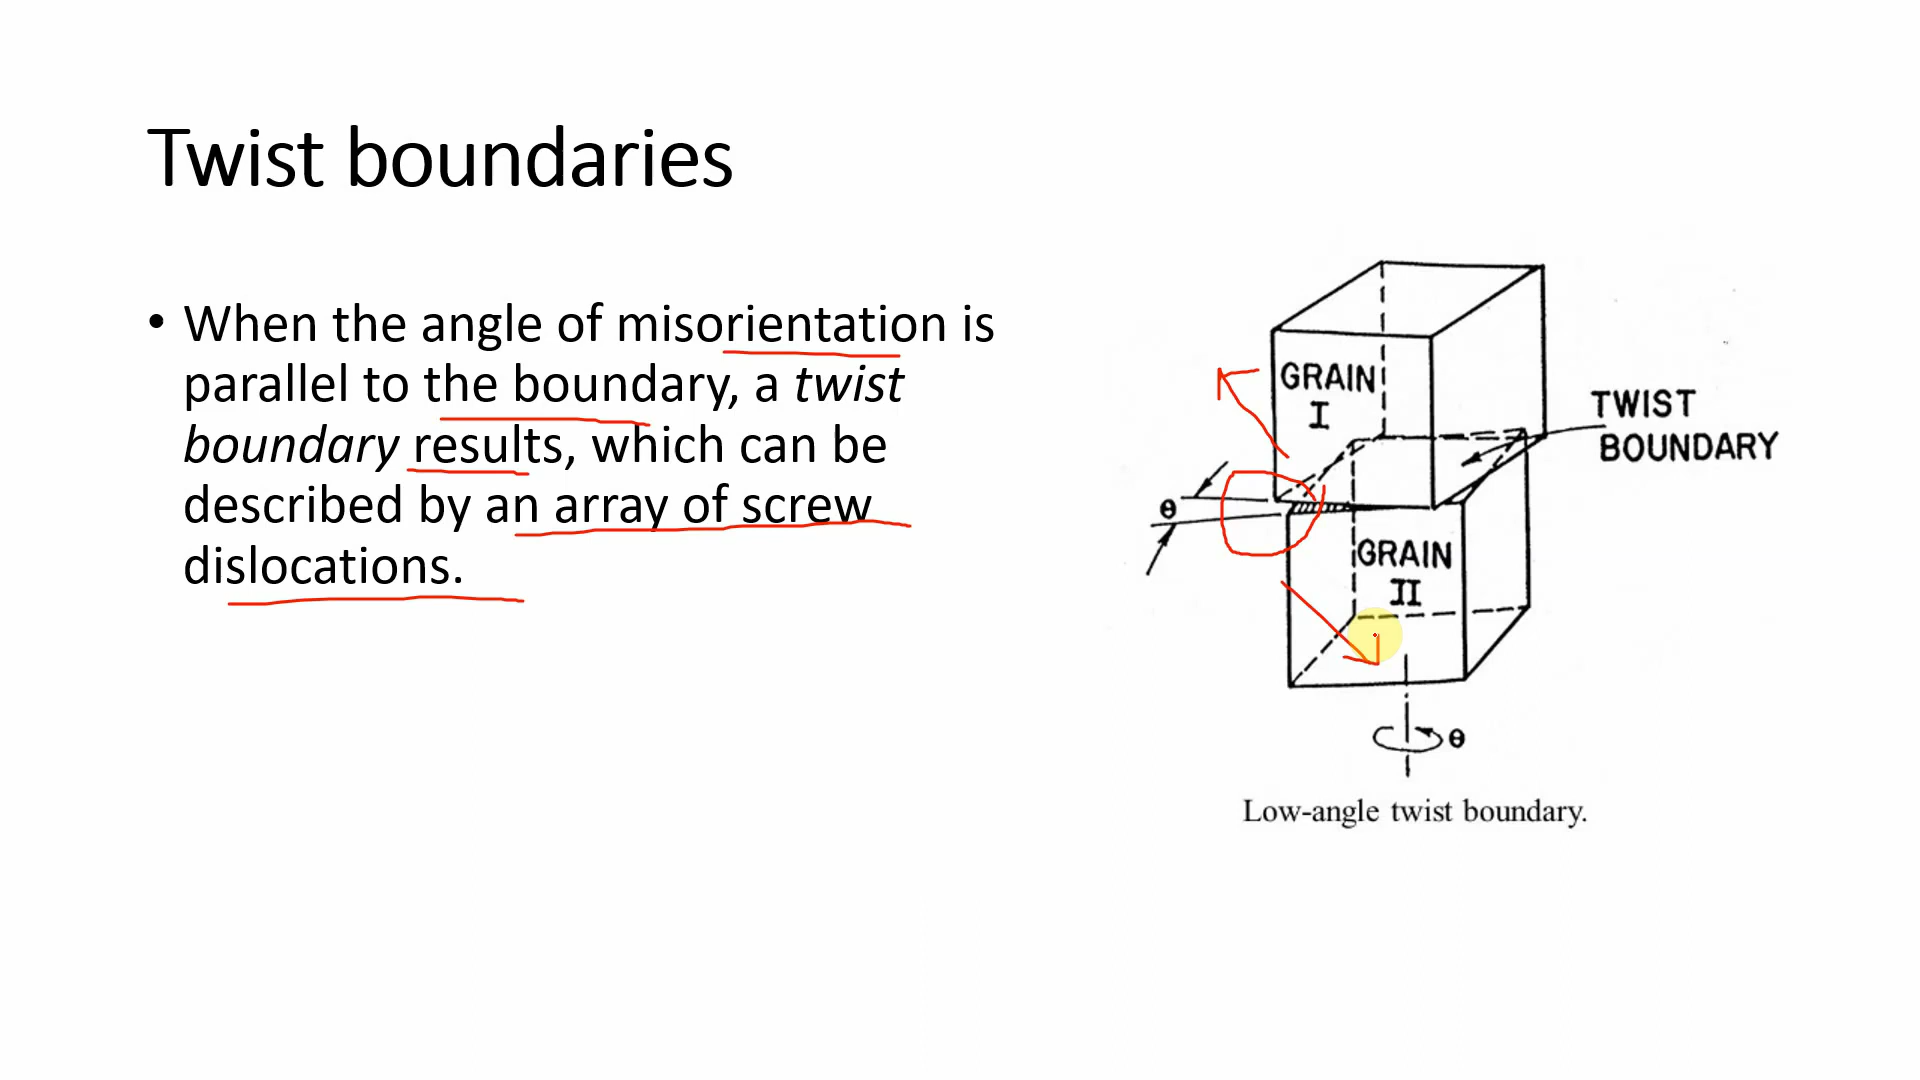 Twist boundaries
• When the angle of misorientation is
parallel to the boundary, a twist
boundary results, which can be
described by an array of screw
dislocations.
GRAIN
I
TWIST
BOUNDARY
θ
GRAIN
II
θ
Low-angle twist boundary.